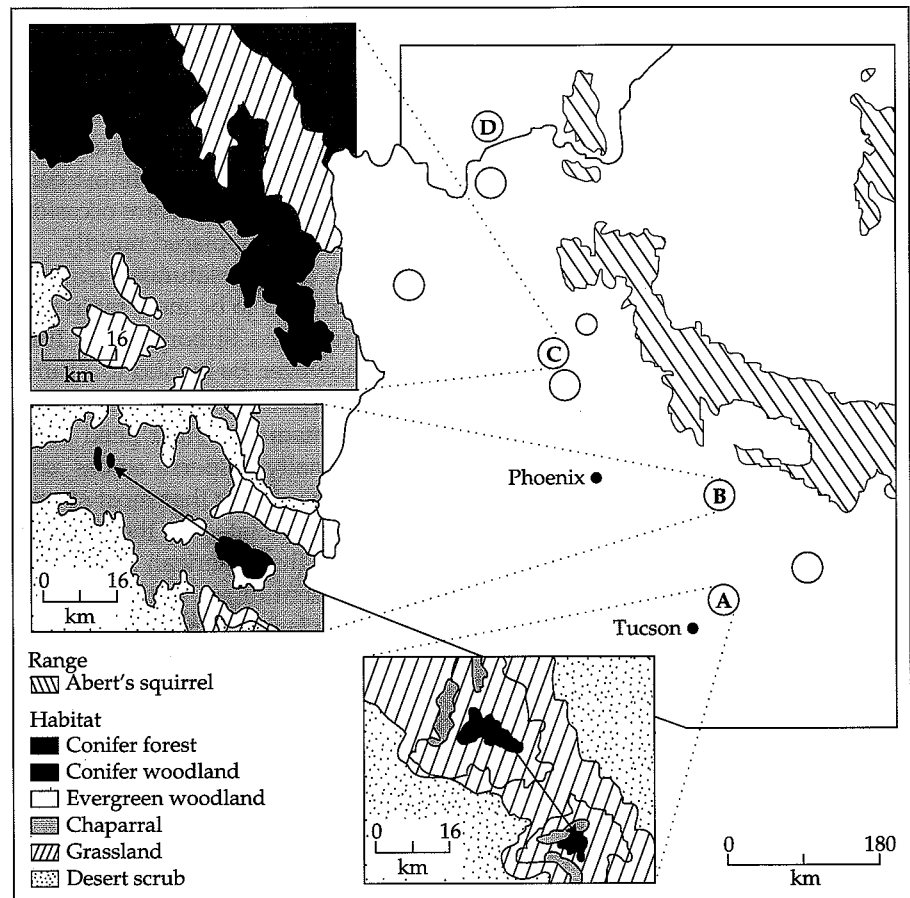 D
C
0 16
km
Phoenix
B
0 16
km
A
Tucson
Range
Abert's squirrel
Habitat
Conifer forest
Conifer woodland
Evergreen woodland
Chaparral
Grassland
Desert scrub
0 16
km
0 180
km